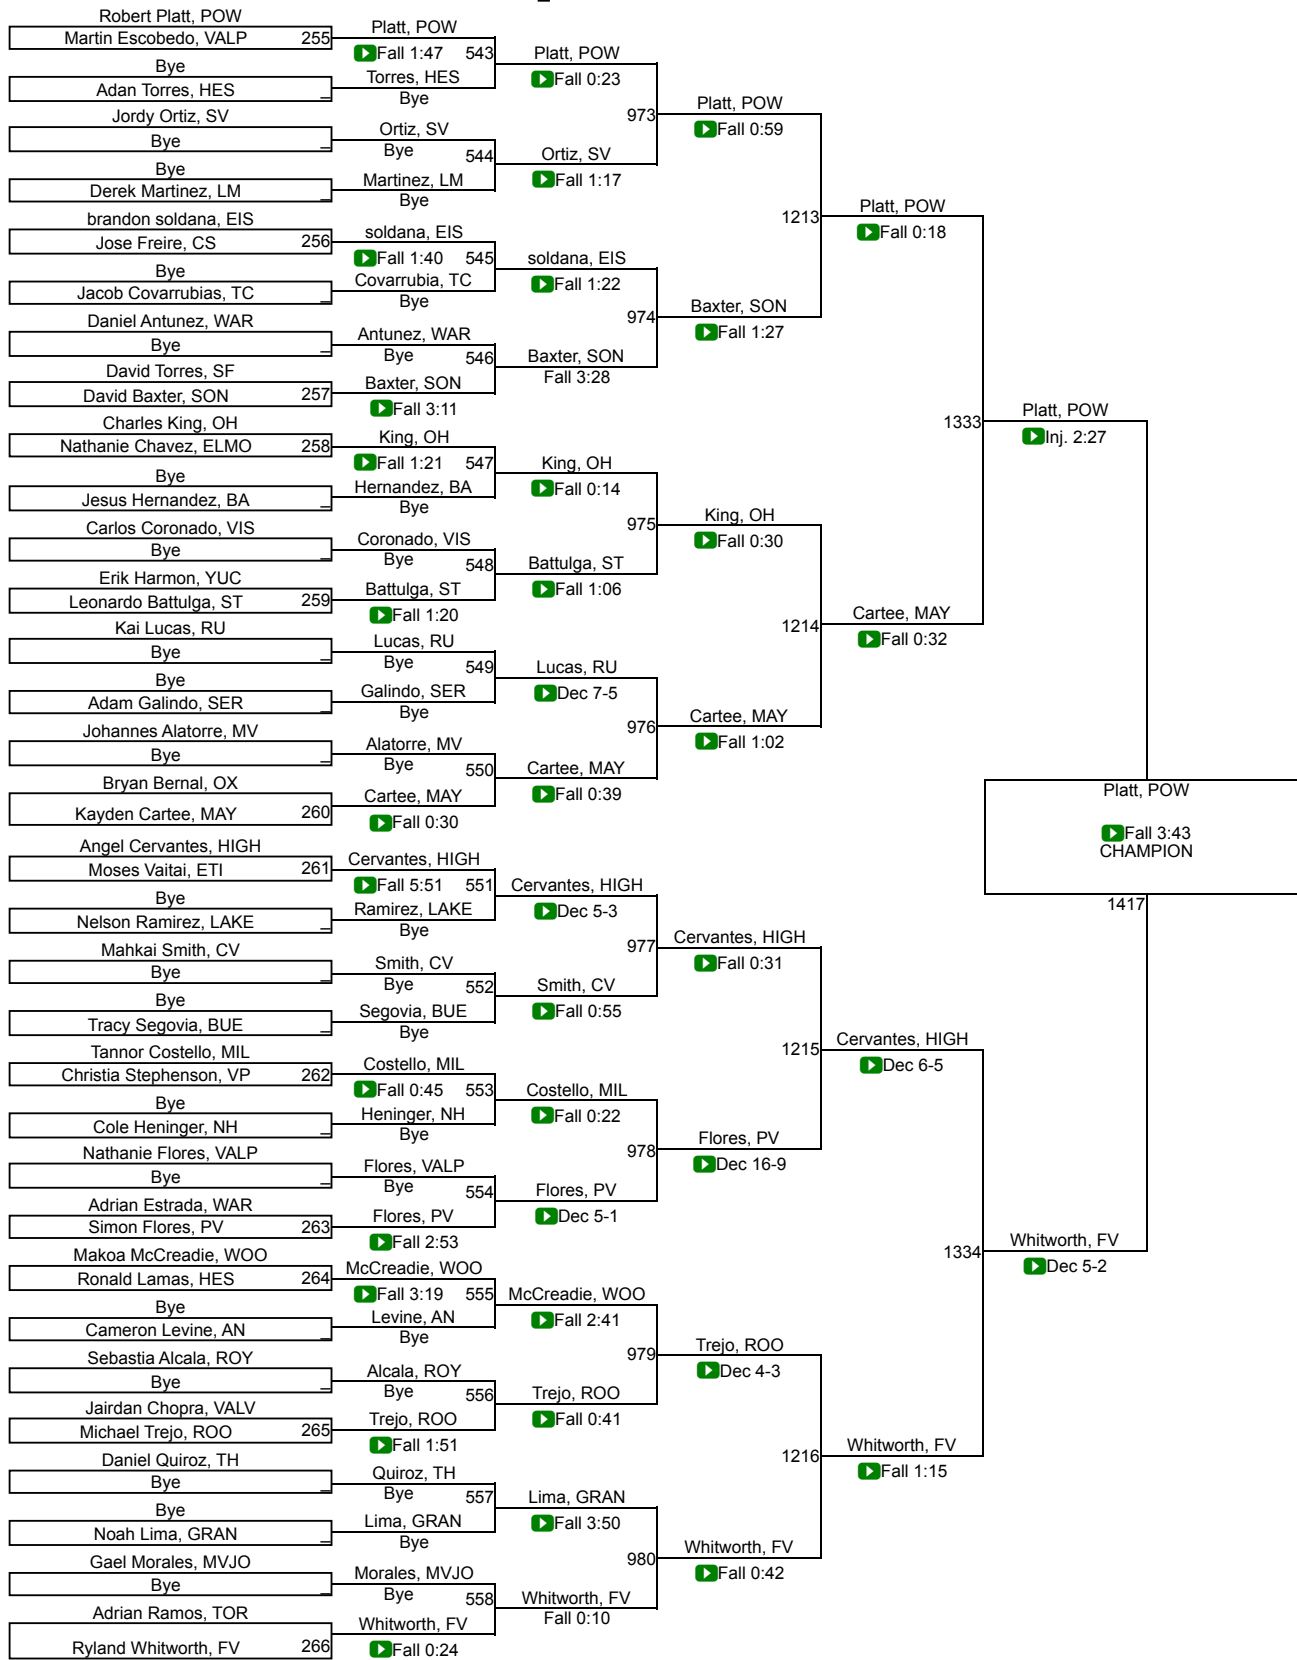 Robert Platt, POW
Martin Escobedo, VALP 255
Bye
Adan Torres, HES _
Jordy Ortiz, SV
Bye _
Bye
Derek Martinez, LM _
brandon soldana, EIS
Jose Freire, CS 256
Bye
Jacob Covarrubias, TC _
Daniel Antunez, WAR
Bye _
David Torres, SF
David Baxter, SON 257
Charles King, OH
Nathanie Chavez, ELMO 258
Bye
Jesus Hernandez, BA _
Carlos Coronado, VIS
Bye _
Erik Harmon, YUC
Leonardo Battulga, ST 259
Kai Lucas, RU
Bye _
Bye
Adam Galindo, SER _
Johannes Alatorre, MV
Bye _
Bryan Bernal, OX
Kayden Cartee, MAY 260
Angel Cervantes, HIGH
Moses Vaitai, ETI 261
Bye
Nelson Ramirez, LAKE _
Mahkai Smith, CV
Bye _
Bye
Tracy Segovia, BUE _
Tannor Costello, MIL
Christia Stephenson, VP 262
Bye
Cole Heninger, NH _
Nathanie Flores, VALP
Bye _
Adrian Estrada, WAR
Simon Flores, PV 263
Makoa McCreadie, WOO
Ronald Lamas, HES 264
Bye
Cameron Levine, AN _
Sebastia Alcala, ROY
Bye _
Jairdan Chopra, VALV
Michael Trejo, ROO 265
Daniel Quiroz, TH
Bye _
Bye
Noah Lima, GRAN _
Gael Morales, MVJO
Bye _
Adrian Ramos, TOR
Ryland Whitworth, FV 266
Platt, POW
Fall 1:47 543
Torres, HES
Bye
Ortiz, SV
Bye 544
Martinez, LM
Bye
soldana, EIS
Fall 1:40 545
Covarrubia, TC
Bye
Antunez, WAR
Bye 546
Baxter, SON
Fall 3:11
King, OH
Fall 1:21 547
Hernandez, BA
Bye
Coronado, VIS
Bye 548
Battulga, ST
Fall 1:20
Lucas, RU
Bye 549
Galindo, SER
Bye
Alatorre, MV
Bye 550
Cartee, MAY
Fall 0:30
Cervantes, HIGH
Fall 5:51 551
Ramirez, LAKE
Bye
Smith, CV
Bye 552
Segovia, BUE
Bye
Costello, MIL
Fall 0:45 553
Heninger, NH
Bye
Flores, VALP
Bye 554
Flores, PV
Fall 2:53
McCreadie, WOO
Fall 3:19 555
Levine, AN
Bye
Alcala, ROY
Bye 556
Trejo, ROO
Fall 1:51
Quiroz, TH
Bye 557
Lima, GRAN
Bye
Morales, MVJO
Bye 558
Whitworth, FV
Fall 0:24
Platt, POW
Fall 0:23
973
Ortiz, SV
Fall 1:17
soldana, EIS
Fall 1:22
974
Baxter, SON
Fall 3:28
King, OH
Fall 0:14
975
Battulga, ST
Fall 1:06
Lucas, RU
Dec 7-5
976
Cartee, MAY
Fall 0:39
Cervantes, HIGH
Dec 5-3
977
Smith, CV
Fall 0:55
Costello, MIL
Fall 0:22
978
Flores, PV
Dec 5-1
McCreadie, WOO
Fall 2:41
979
Trejo, ROO
Fall 0:41
Lima, GRAN
Fall 3:50
980
Whitworth, FV
Fall 0:10
Platt, POW
Fall 0:59
1213
Baxter, SON
Fall 1:27
King, OH
Fall 0:30
1214
Cartee, MAY
Fall 1:02
Cervantes, HIGH
Fall 0:31
1215
Flores, PV
Dec 16-9
Trejo, ROO
Dec 4-3
1216
Whitworth, FV
Fall 0:42
Platt, POW
Fall 0:18
1333
Cartee, MAY
Fall 0:32
Cervantes, HIGH
Dec 6-5
1334
Whitworth, FV
Fall 1:15
Platt, POW
Inj. 2:27
Platt, POW
Fall 3:43
CHAMPION
1417
Whitworth, FV
Dec 5-2